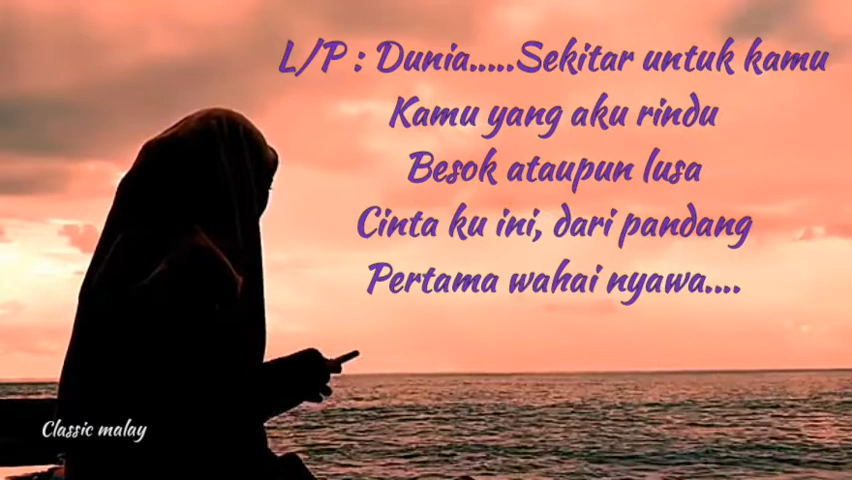 L/P : Dunia.....Sekitar untuk kamu
Kamu yang aku rindu
Besok ataupun lusa
Cinta ku ini, dari pandang
Pertama wahai nyawa....
Classic malay